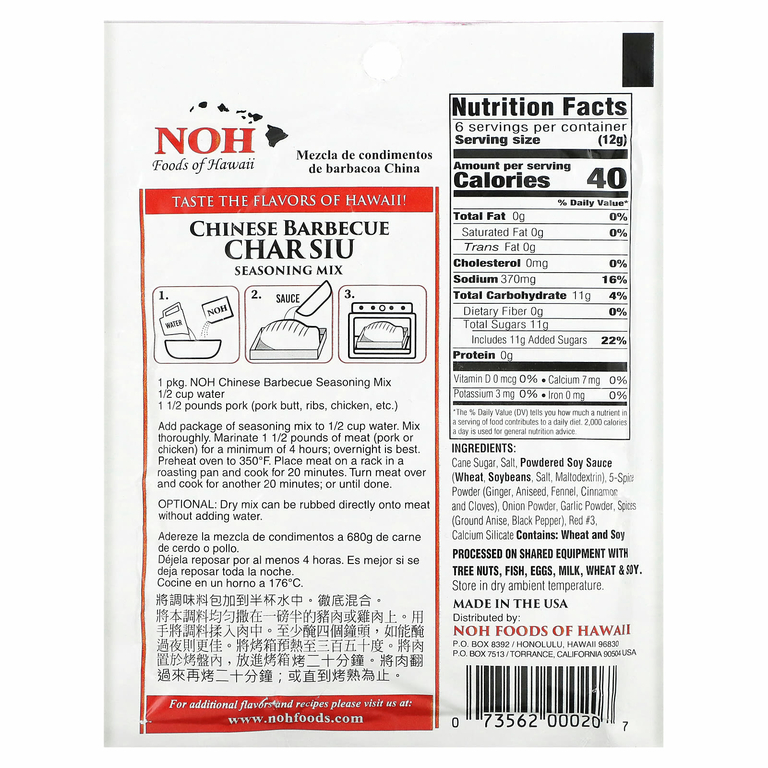 NOH
Foods of Hawaii
Mezcla de condimentos
de barbacoa China
TASTE THE FLAVORS OF HAWAII!
CHINESE BARBECUE
CHAR SIU
SEASONING MIX
1.
WATER
NOH
2.
SAUCE
3.
1 pkg. NOH Chinese Barbecue Seasoning Mix
1/2 cup water
1 1/2 pounds pork (pork butt, ribs, chicken, etc.)
Add package of seasoning mix to 1/2 cup water. Mix
thoroughly. Marinate 1 1/2 pounds of meat (pork or
chicken) for a minimum of 4 hours; overnight is best.
Preheat oven to 350°F. Place meat on a rack in a
roasting pan and cook for 20 minutes. Turn meat over
and cook for another 20 minutes; or until done.
OPTIONAL: Dry mix can be rubbed directly onto meat
without adding water.
Adereze la mezcla de condimentos a 680g de carne
de cerdo o pollo.
Déjela reposar por al menos 4 horas. Es mejor si se
deja reposar toda la noche.
Cocine en un horno a 176°C.
將調味料包加到半杯水中。徹底混合。
將本調料均勻撒在一磅半的豬肉或雞肉上。用
手將調料揉入肉中。至少醃四個鐘頭，如能醃
過夜則更佳。將烤箱預熱至三百五十度。將肉
置於烤盤內，放進烤箱烤二十分鐘。將肉翻
過來再烤二十分鐘；或直到烤熟為止。
For additional flavors and recipes please visit us at:
www.nohfoods.com
Nutrition Facts
6 servings per container
Serving size (12g)
Amount per serving
Calories 40
% Daily Value*
Total Fat 0g 0%
Saturated Fat 0g 0%
Trans Fat 0g
Cholesterol 0mg 0%
Sodium 370mg 16%
Total Carbohydrate 11g 4%
Dietary Fiber 0g 0%
Total Sugars 11g
Includes 11g Added Sugars 22%
Protein 0g
Vitamin D 0 mcg 0% • Calcium 7 mg 0%
Potassium 3 mg 0% • Iron 0 mg 0%
*The % Daily Value (DV) tells you how much a nutrient in
a serving of food contributes to a daily diet. 2,000 calories
a day is used for general nutrition advice.
INGREDIENTS:
Cane Sugar, Salt, Powdered Soy Sauce
(Wheat, Soybeans, Salt, Maltodextrin), 5-Spice
Powder (Ginger, Aniseed, Fennel, Cinnamon
and Cloves), Onion Powder, Garlic Powder, Spices
(Ground Anise, Black Pepper), Red #3,
Calcium Silicate Contains: Wheat and Soy
PROCESSED ON SHARED EQUIPMENT WITH
TREE NUTS, FISH, EGGS, MILK, WHEAT & SOY.
Store in dry ambient temperature.
MADE IN THE USA
Distributed by:
NOH FOODS OF HAWAII
P.O. BOX 8392 / HONOLULU, HAWAII 96830
P.O. BOX 7513 / TORRANCE, CALIFORNIA 90504 USA
0 73562 00020 7